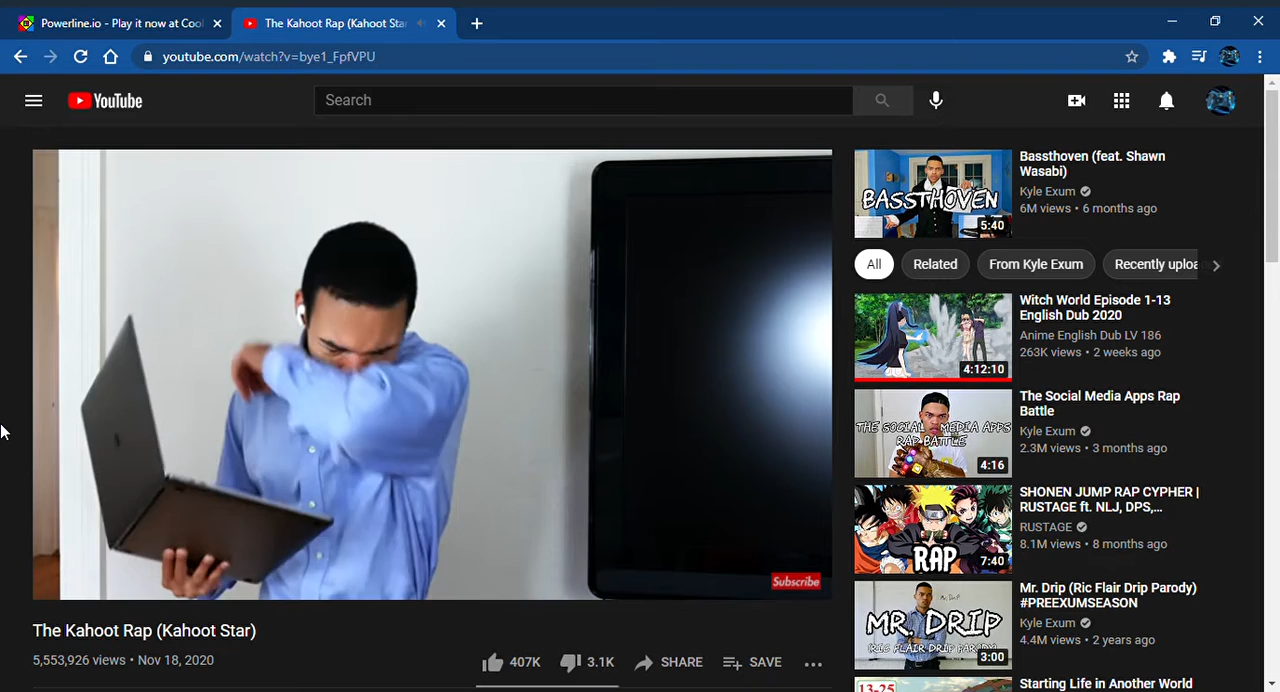 Powerline.io - Play it now at Cool
The Kahoot Rap (Kahoot Star
youtube.com/watch?v=bye1_FpfVPU
YouTube
Search
Bassthoven (feat. Shawn
Wasabi)
Kyle Exum
6M views • 6 months ago
BASSTHOVEN
5:40
All
Related
From Kyle Exum
Recently uploa
Witch World Episode 1-13
English Dub 2020
Anime English Dub LV 186
263K views • 2 weeks ago
4:12:10
The Social Media Apps Rap
Battle
Kyle Exum
2.3M views • 3 months ago
THE SOCIAL MEDIA APPS
RAP BATTLE
4:16
SHONEN JUMP RAP CYPHER |
RUSTAGE ft. NLJ, DPS,...
RUSTAGE
8.1M views • 8 months ago
RAP
7:40
Mr. Drip (Ric Flair Drip Parody)
#PREEXUMSEASON
Kyle Exum
4.4M views • 2 years ago
MR. DRIP
(RIC FLAIR DRIP PARODY)
3:00
Starting Life in Another World
13-25
Subscribe
The Kahoot Rap (Kahoot Star)
5,553,926 views • Nov 18, 2020
407K
3.1K
SHARE
SAVE